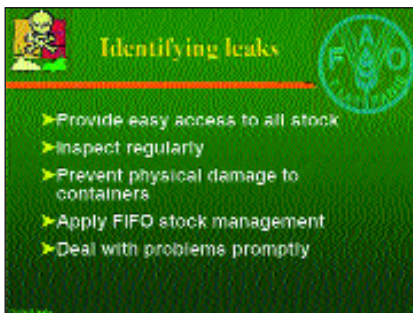 Identifying leaks
F A O
➤Provide easy access to all stock
➤Inspect regularly
➤Prevent physical damage to
containers
➤Apply FIFO stock management
➤Deal with problems promptly